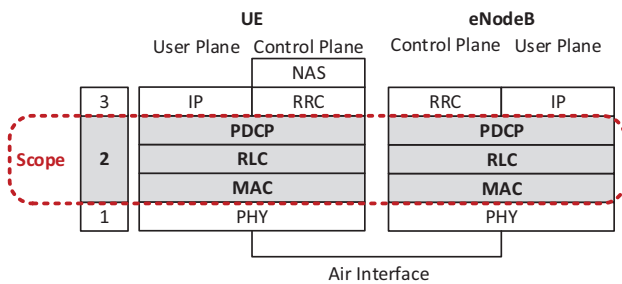 UE eNodeB
User Plane Control Plane Control Plane User Plane
NAS
3 IP RRC RRC IP
PDCP PDCP
Scope 2 RLC RLC
MAC MAC
1 PHY PHY
Air Interface